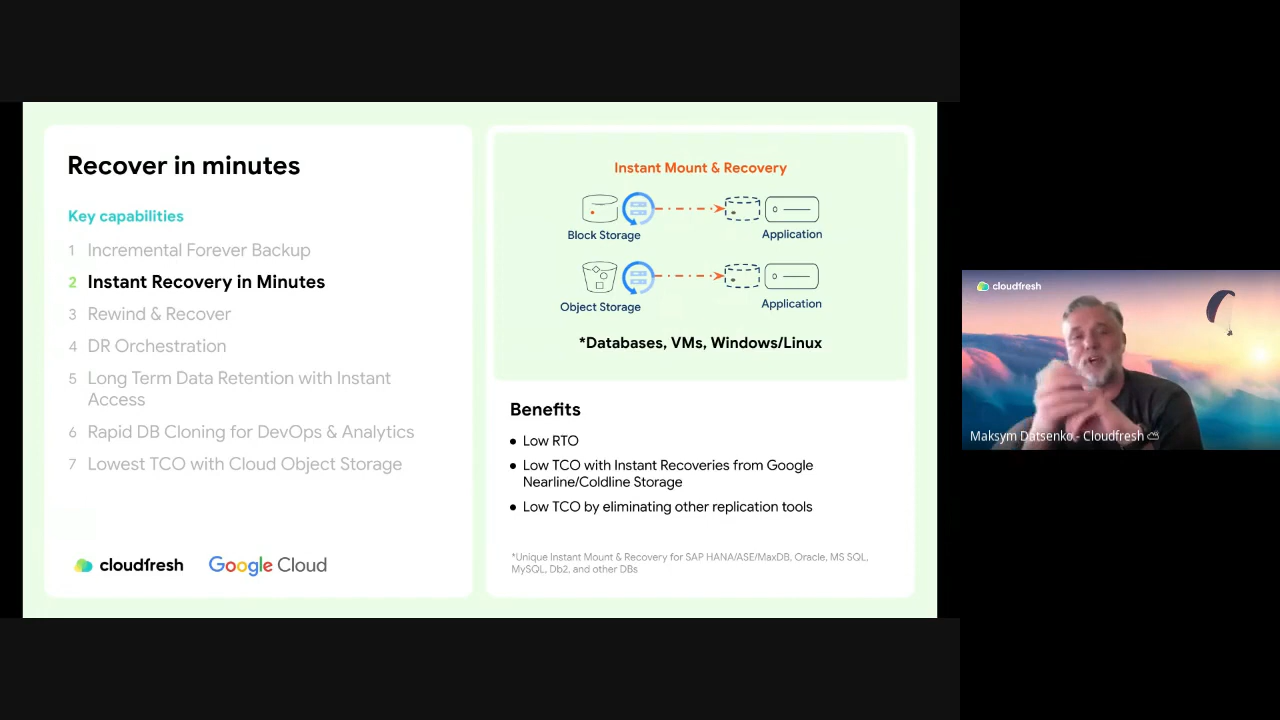 Recover in minutes
Key capabilities
1 Incremental Forever Backup
2 Instant Recovery in Minutes
3 Rewind & Recover
4 DR Orchestration
5 Long Term Data Retention with Instant
Access
6 Rapid DB Cloning for DevOps & Analytics
7 Lowest TCO with Cloud Object Storage
cloudfresh Google Cloud
Instant Mount & Recovery
Block Storage Application
Object Storage Application
*Databases, VMs, Windows/Linux
Benefits
• Low RTO
• Low TCO with Instant Recoveries from Google
Nearline/Coldline Storage
• Low TCO by eliminating other replication tools
*Unique Instant Mount & Recovery for SAP HANA/ASE/MaxDB, Oracle, MS SQL,
MySQL, Db2, and other DBs
cloudfresh
Maksym Datsenko - Cloudfresh